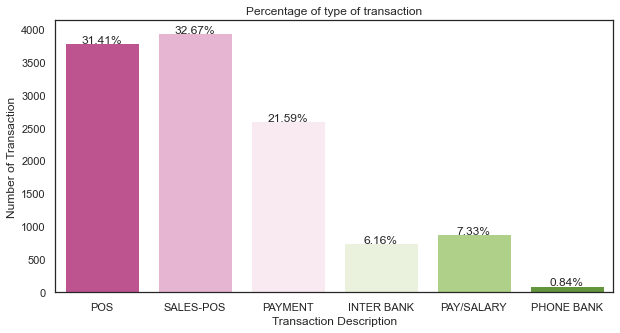 Percentage of type of transaction
Number of Transaction
4000
3500
3000
2500
2000
1500
1000
500
0
31.41%
32.67%
21.59%
6.16%
7.33%
0.84%
POS
SALES-POS
PAYMENT
INTER BANK
PAY/SALARY
PHONE BANK
Transaction Description